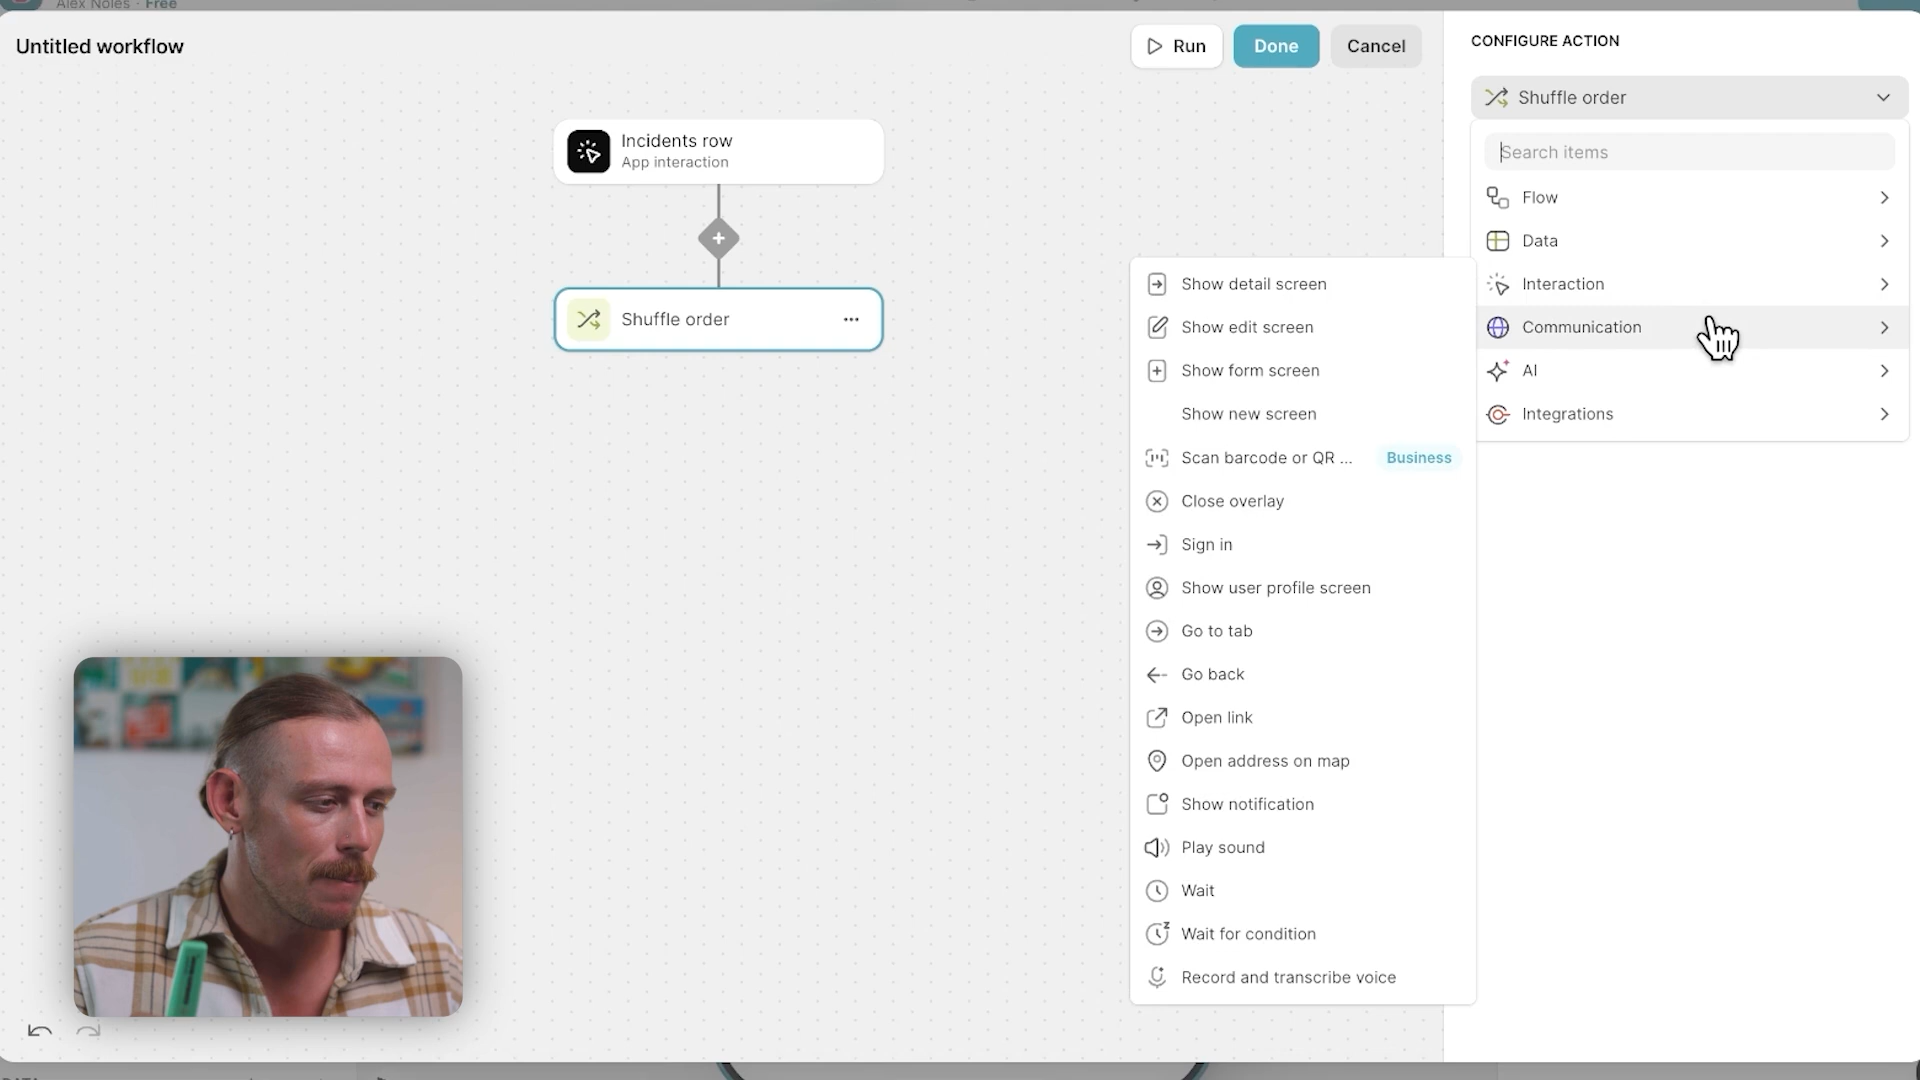 Alex Noles · Free
Untitled workflow
Run
Done
Cancel
CONFIGURE ACTION
Shuffle order
Search items
Flow
Data
Interaction
Communication
AI
Integrations
Incidents row
App interaction
Shuffle order
Show detail screen
Show edit screen
Show form screen
Show new screen
Scan barcode or QR ... Business
Close overlay
Sign in
Show user profile screen
Go to tab
Go back
Open link
Open address on map
Show notification
Play sound
Wait
Wait for condition
Record and transcribe voice